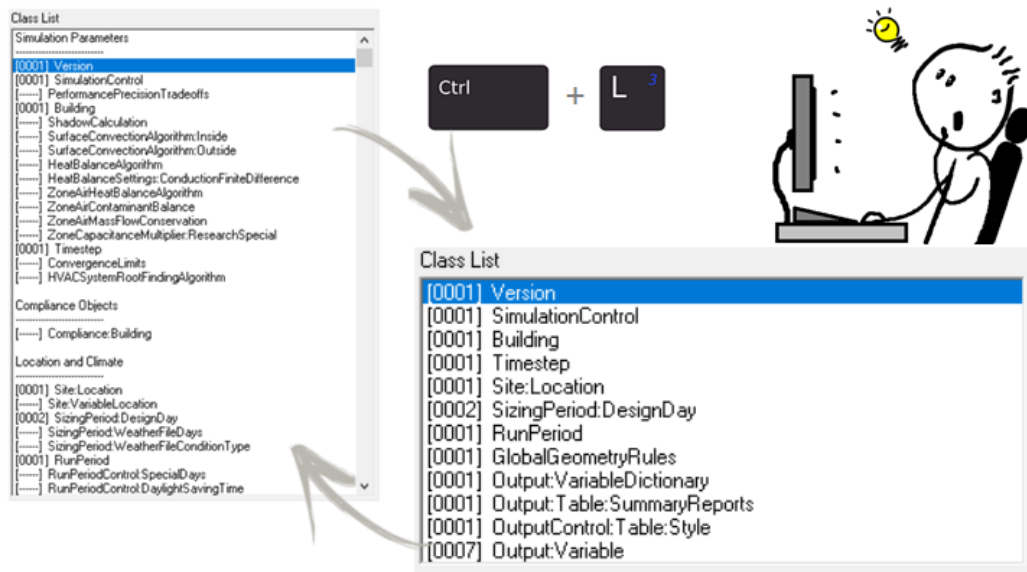 Class List
Simulation Parameters
-------------------------
[0001] Version
[0001] SimulationControl
[------] PerformancePrecisionTradeoffs
[0001] Building
[------] ShadowCalculation
[------] SurfaceConvectionAlgorithm:Inside
[------] SurfaceConvectionAlgorithm:Outside
[------] HeatBalanceAlgorithm
[------] HeatBalanceSettings:ConductionFiniteDifference
[------] ZoneAirHeatBalanceAlgorithm
[------] ZoneAirContaminantBalance
[------] ZoneAirMassFlowConservation
[------] ZoneCapacitanceMultiplier:ResearchSpecial
[0001] Timestep
[------] ConvergenceLimits
[------] HVACSystemRootFindingAlgorithm
Compliance Objects
-------------------------
[------] Compliance:Building
Location and Climate
-------------------------
[0001] Site:Location
[------] Site:VariableLocation
[0002] SizingPeriod:DesignDay
[------] SizingPeriod:WeatherFileDays
[------] SizingPeriod:WeatherFileConditionType
[0001] RunPeriod
[------] RunPeriodControl:SpecialDays
[------] RunPeriodControl:DaylightSavingTime
Ctrl + L 3
Class List
[0001] Version
[0001] SimulationControl
[0001] Building
[0001] Timestep
[0001] Site:Location
[0002] SizingPeriod:DesignDay
[0001] RunPeriod
[0001] GlobalGeometryRules
[0001] Output:VariableDictionary
[0001] Output:Table:SummaryReports
[0001] OutputControl:Table:Style
[0007] Output:Variable